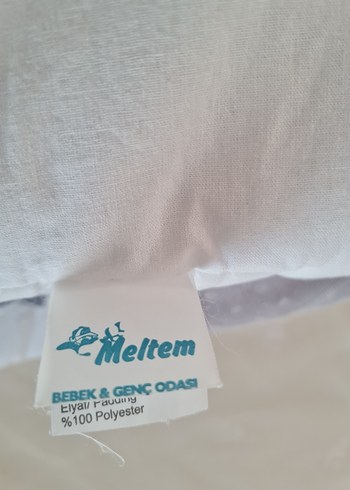 Meltem
BEBEK & GENÇ ODASI
Elyaf/ Padding
%100 Polyester